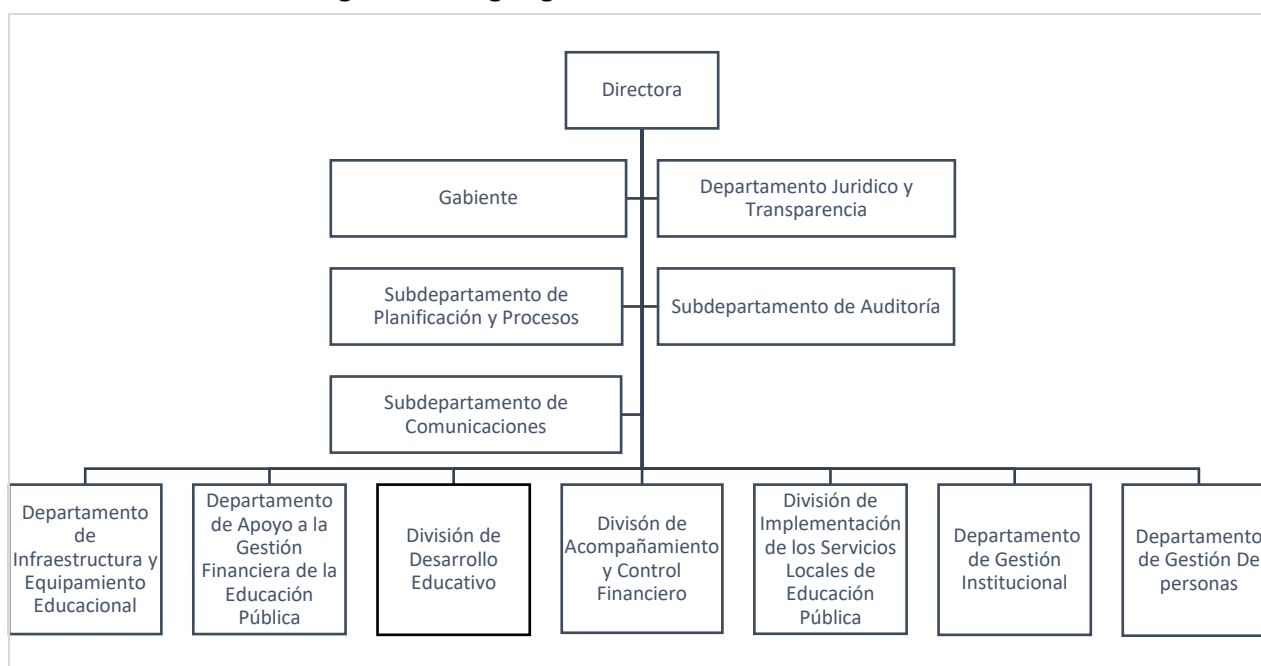 Directora
Gabiente
Departamento Juridico y
Transparencia
Subdepartamento de
Planificación y Procesos
Subdepartamento de Auditoría
Subdepartamento de
Comunicaciones
Departamento
de
Infraestructura y
Equipamiento
Educacional
Departamento
de Apoyo a la
Gestión
Financiera de la
Educación
Pública
División de
Desarrollo
Educativo
Divisón de
Acompañamiento
y Control
Financiero
División de
Implementación
de los Servicios
Locales de
Educación
Pública
Departamento
de Gestión
Institucional
Departamento
de Gestión De
personas